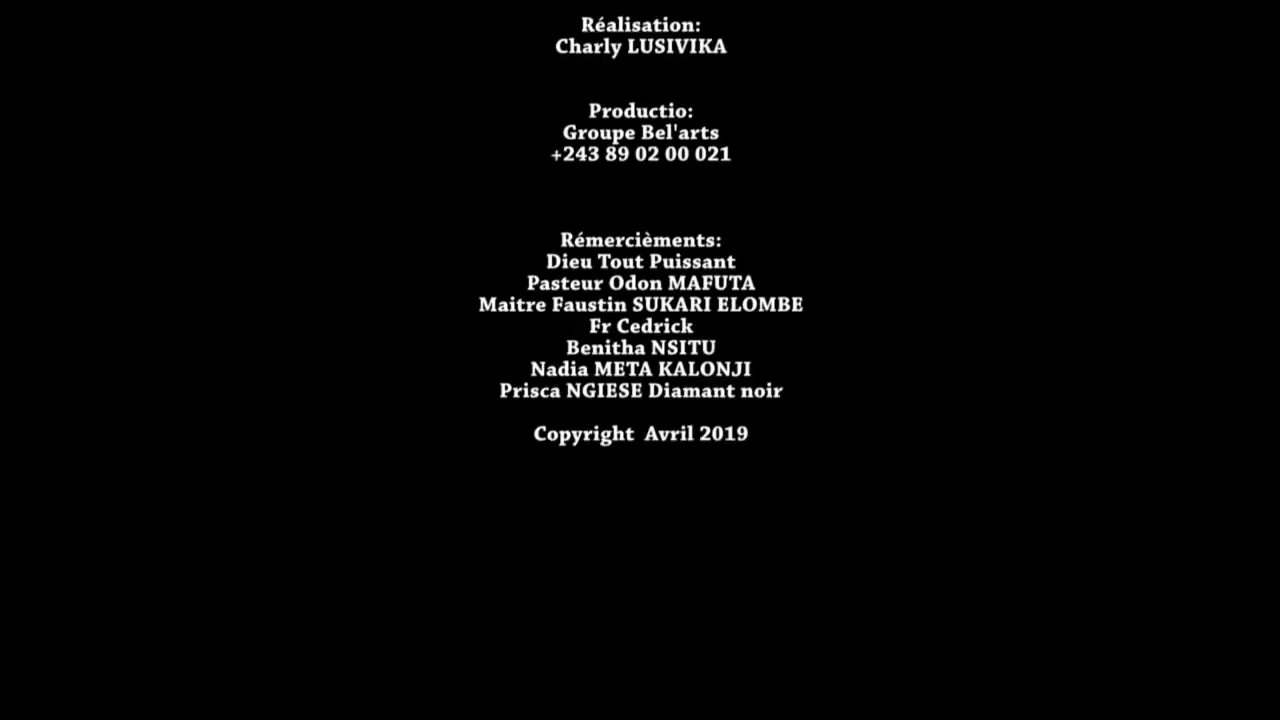 Réalisation:
Charly LUSIVIKA
Productio:
Groupe Bel'arts
+243 89 02 00 021
Rémercièments:
Dieu Tout Puissant
Pasteur Odon MAFUTA
Maitre Faustin SUKARI ELOMBE
Fr Cedrick
Benitha NSITU
Nadia META KALONJI
Prisca NGIESE Diamant noir
Copyright  Avril 2019